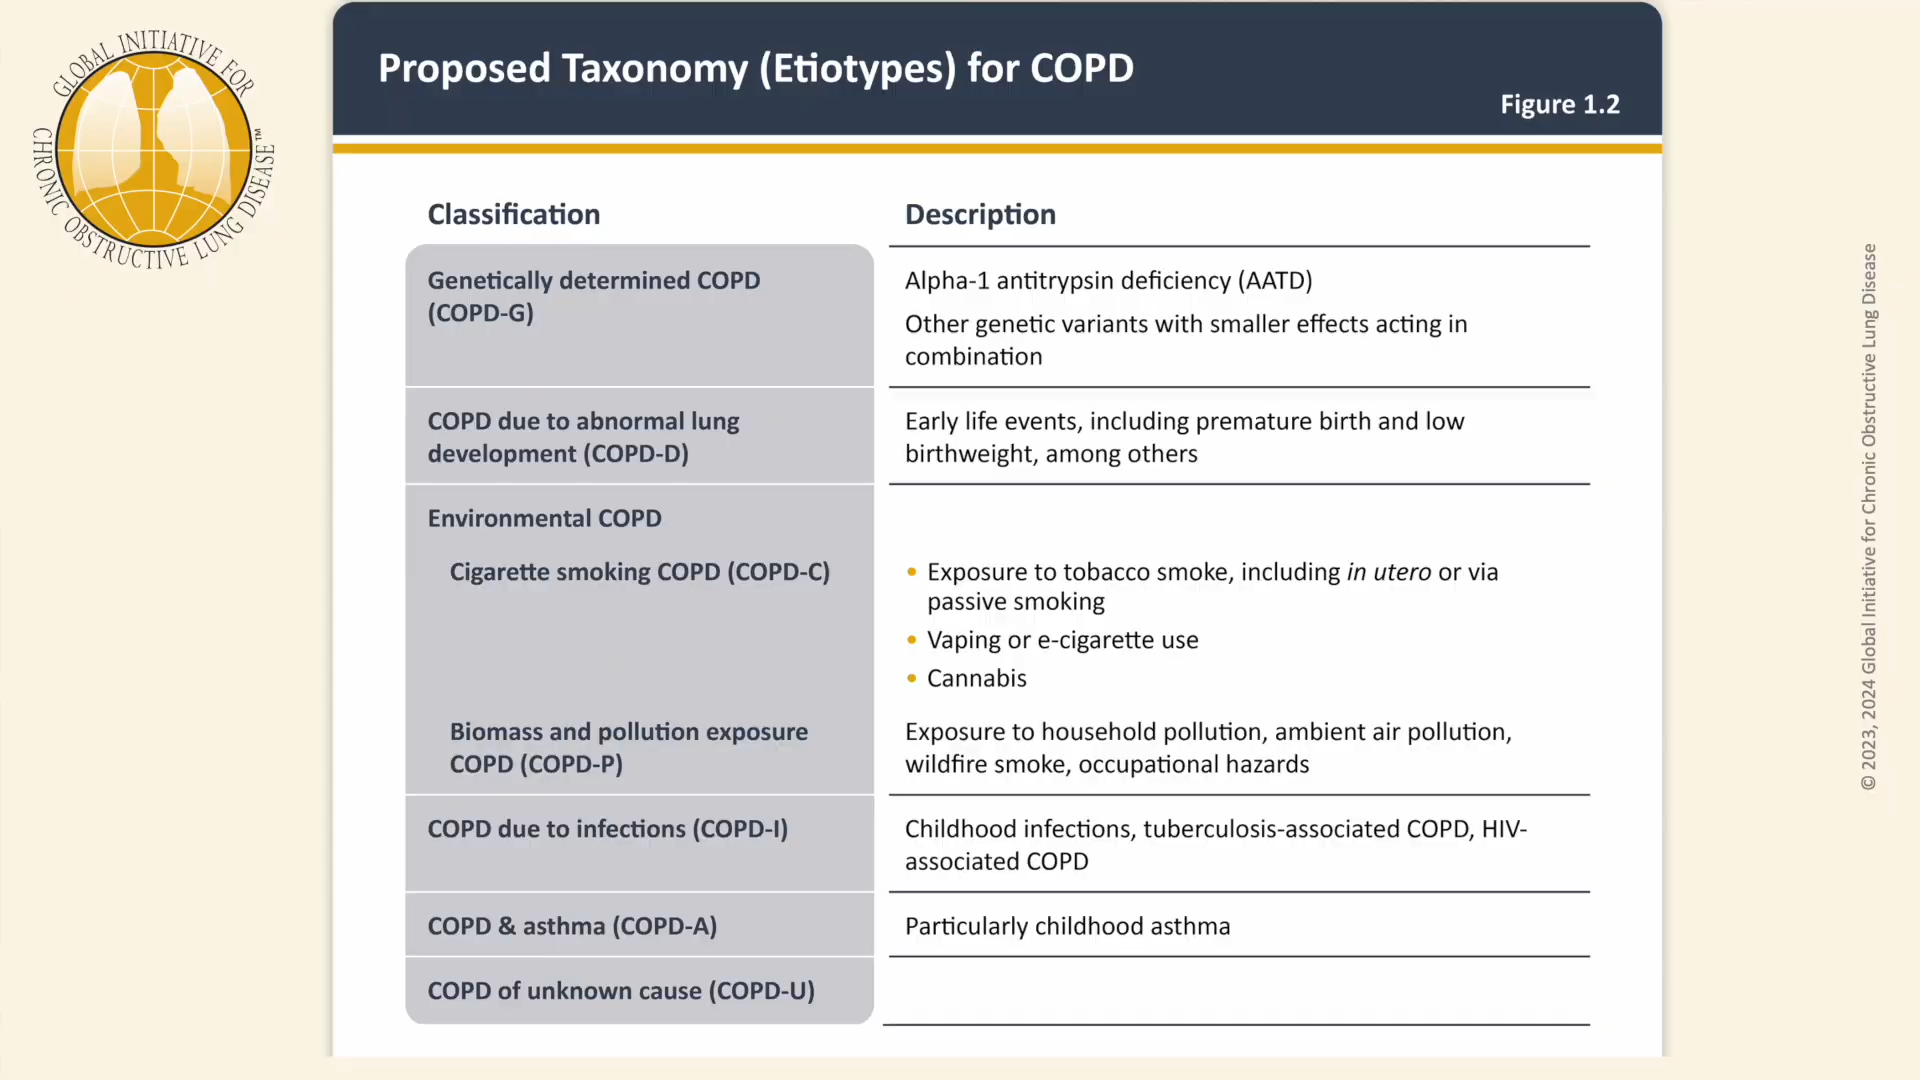 GLOBAL INITIATIVE FOR
CHRONIC OBSTRUCTIVE LUNG DISEASE™
Proposed Taxonomy (Etiotypes) for COPD
Figure 1.2
Classification
Description
Genetically determined COPD
(COPD-G)
Alpha-1 antitrypsin deficiency (AATD)
Other genetic variants with smaller effects acting in
combination
COPD due to abnormal lung
development (COPD-D)
Early life events, including premature birth and low
birthweight, among others
Environmental COPD
Cigarette smoking COPD (COPD-C)
• Exposure to tobacco smoke, including in utero or via
passive smoking
• Vaping or e-cigarette use
• Cannabis
Biomass and pollution exposure
COPD (COPD-P)
Exposure to household pollution, ambient air pollution,
wildfire smoke, occupational hazards
COPD due to infections (COPD-I)
Childhood infections, tuberculosis-associated COPD, HIV-
associated COPD
COPD & asthma (COPD-A)
Particularly childhood asthma
COPD of unknown cause (COPD-U)
© 2023, 2024 Global Initiative for Chronic Obstructive Lung Disease